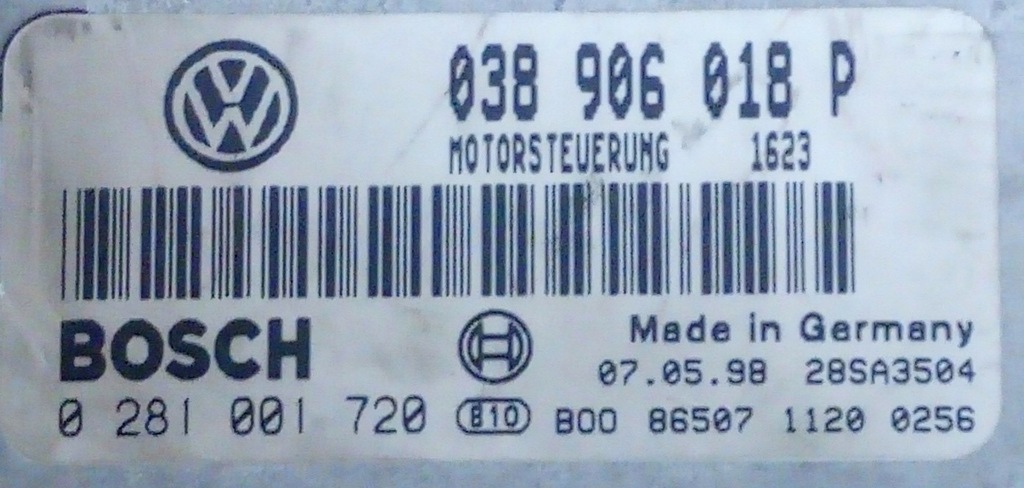 038 906 018 P
MOTORSTEUERUNG 1623
BOSCH
Made in Germany
07.05.98 28SA3504
0 281 001 720 B10 B00 86507 1120 0256